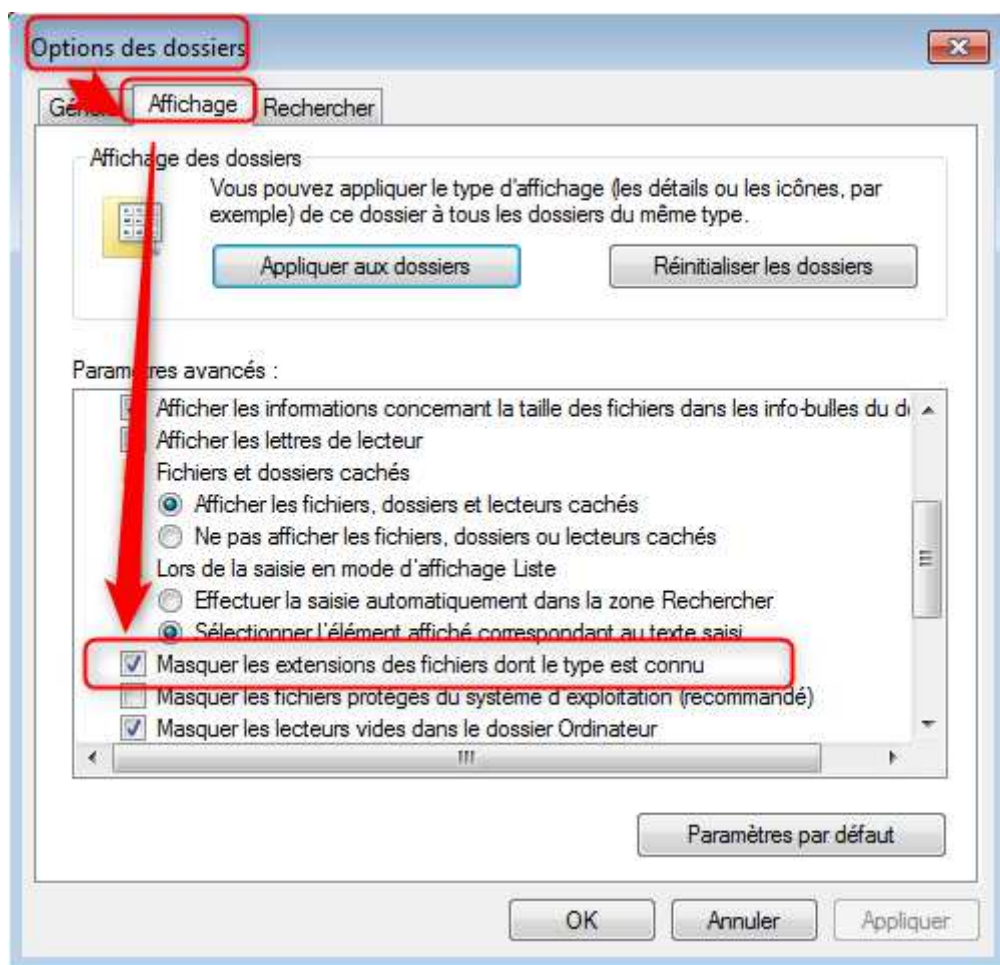 Options des dossiers
Affichage
Rechercher
Affichage des dossiers
Vous pouvez appliquer le type d'affichage (les détails ou les icônes, par
exemple) de ce dossier à tous les dossiers du même type.
Appliquer aux dossiers
Réinitialiser les dossiers
Paramètres avancés :
Afficher les informations concernant la taille des fichiers dans les info-bulles du
Afficher les lettres de lecteur
Fichiers et dossiers cachés
Afficher les fichiers, dossiers et lecteurs cachés
Ne pas afficher les fichiers, dossiers ou lecteurs cachés
Lors de la saisie en mode d'affichage Liste
Effectuer la saisie automatiquement dans la zone Rechercher
Sélectionner l'élément affiché correspondant au texte saisi
Masquer les extensions des fichiers dont le type est connu
Masquer les fichiers protégés du système d'exploitation (recommandé)
Masquer les lecteurs vides dans le dossier Ordinateur
Paramètres par défaut
OK
Annuler
Appliquer